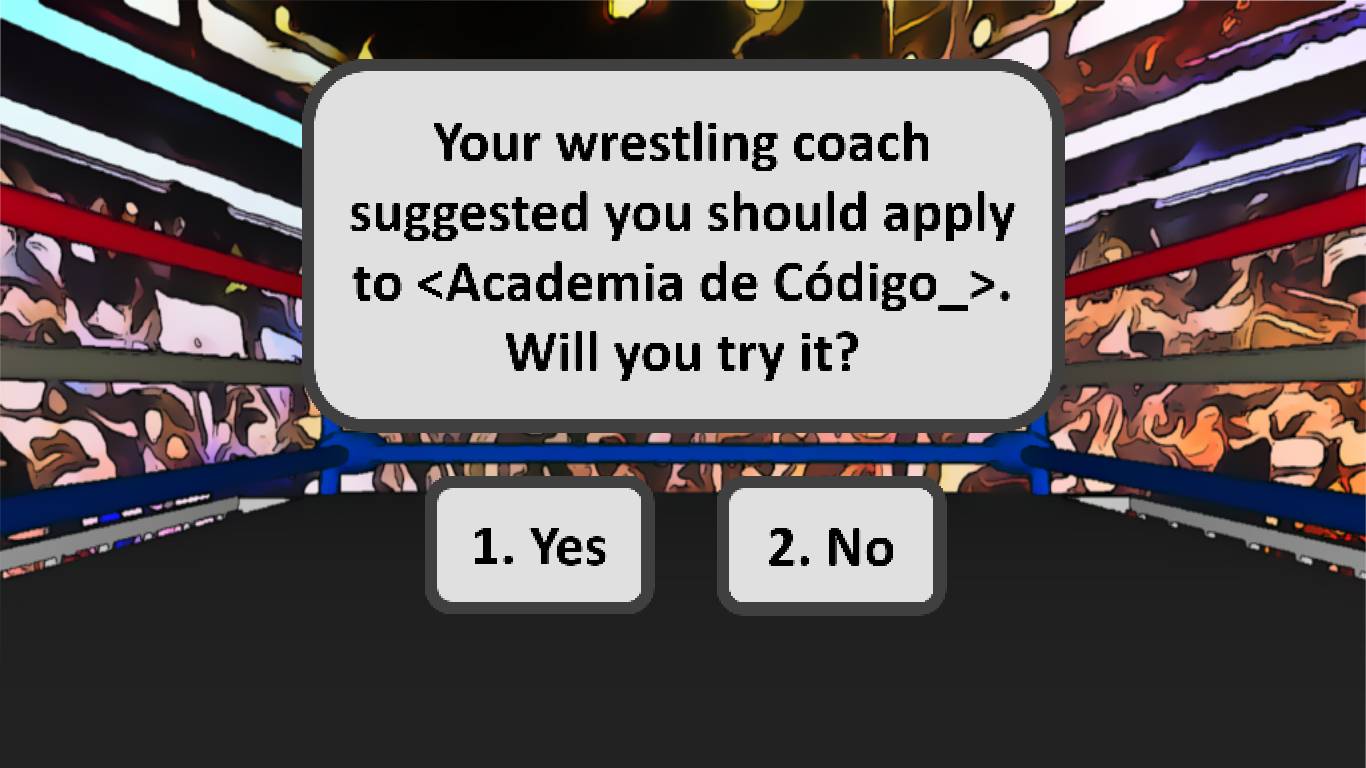 Your wrestling coach
suggested you should apply
to <Academia de Código_>.
Will you try it?
1. Yes
2. No